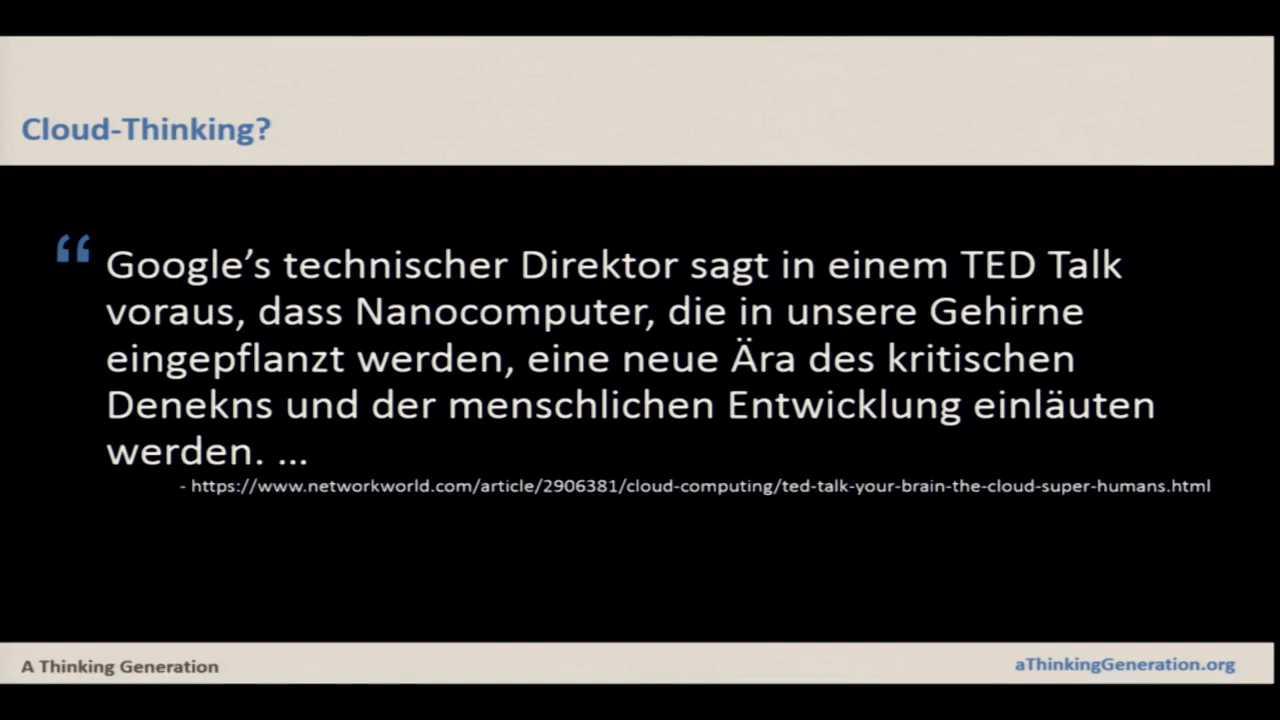 Cloud-Thinking?
“
Google’s technischer Direktor sagt in einem TED Talk
voraus, dass Nanocomputer, die in unsere Gehirne
eingepflanzt werden, eine neue Ära des kritischen
Denekns und der menschlichen Entwicklung einläuten
werden. ...
- https://www.networkworld.com/article/2906381/cloud-computing/ted-talk-your-brain-the-cloud-super-humans.html
A Thinking Generation
aThinkingGeneration.org